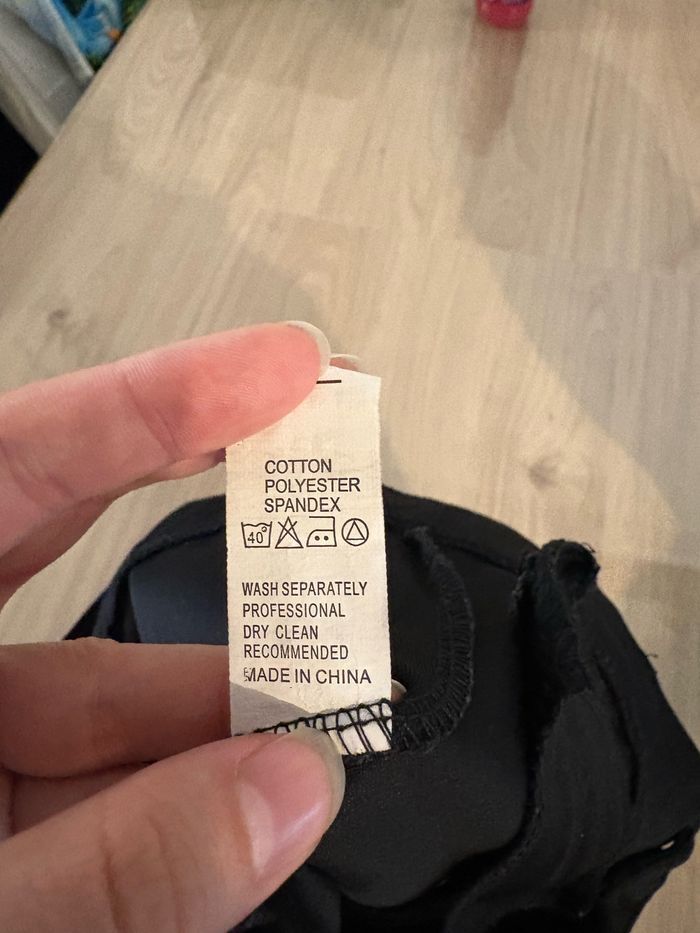 COTTON
POLYESTER
SPANDEX
40°
WASH SEPARATELY
PROFESSIONAL
DRY CLEAN
RECOMMENDED
MADE IN CHINA